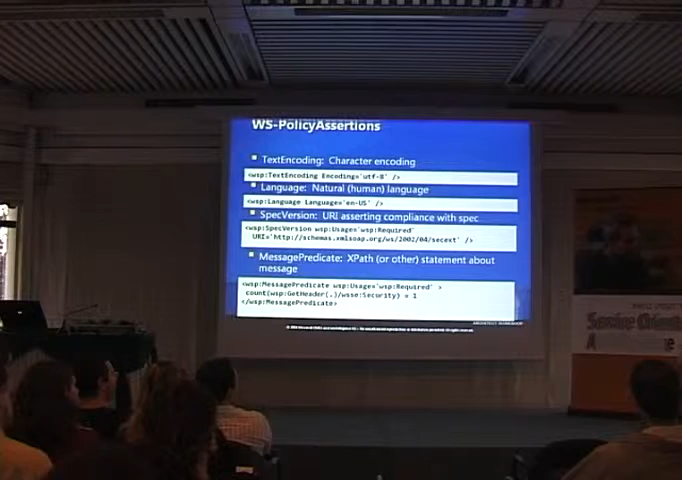 WS-PolicyAssertions
▪ TextEncoding: Character encoding
<wsp:TextEncoding Encoding='utf-8' />
▪ Language: Natural (human) language
<wsp:Language Language='en-US' />
▪ SpecVersion: URI asserting compliance with spec
<wsp:SpecVersion wsp:Usage='wsp:Required'
URI='http://schemas.xmlsoap.org/ws/2002/04/secext' />
▪ MessagePredicate: XPath (or other) statement about
message
<wsp:MessagePredicate wsp:Usage='wsp:Required' >
count(wsp:GetHeader(.)/wsse:Security) = 1
</wsp:MessagePredicate>